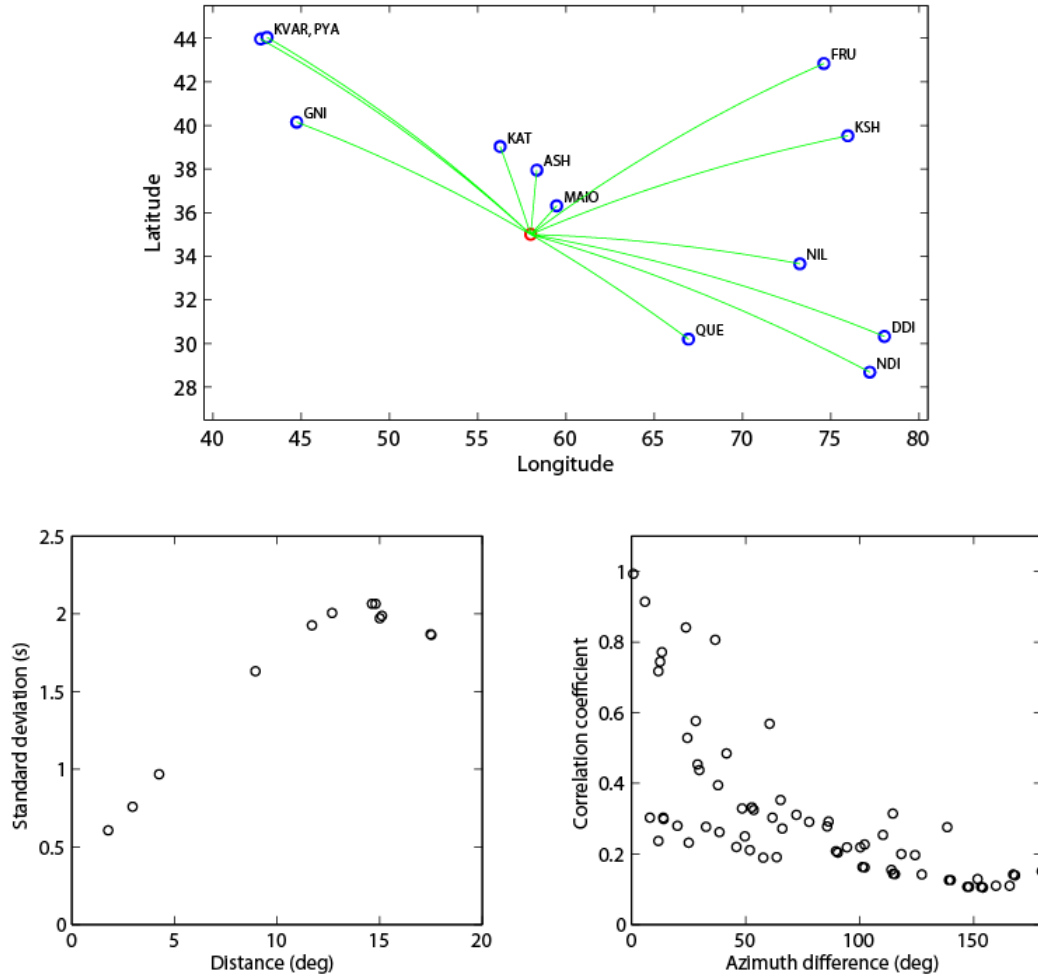 44
42
40
38
36
34
32
30
28
Latitude
KVAR, PYA
FRU
GNI
KSH
KAT
ASH
MAIO
NIL
QUE
DDI
NDI
40 45 50 55 60 65 70 75 80
Longitude
2.5
2
1.5
1
0.5
0
Standard deviation (s)
0 5 10 15 20
Distance (deg)
1
0.8
0.6
0.4
0.2
0
Correlation coefficient
0 50 100 150
Azimuth difference (deg)